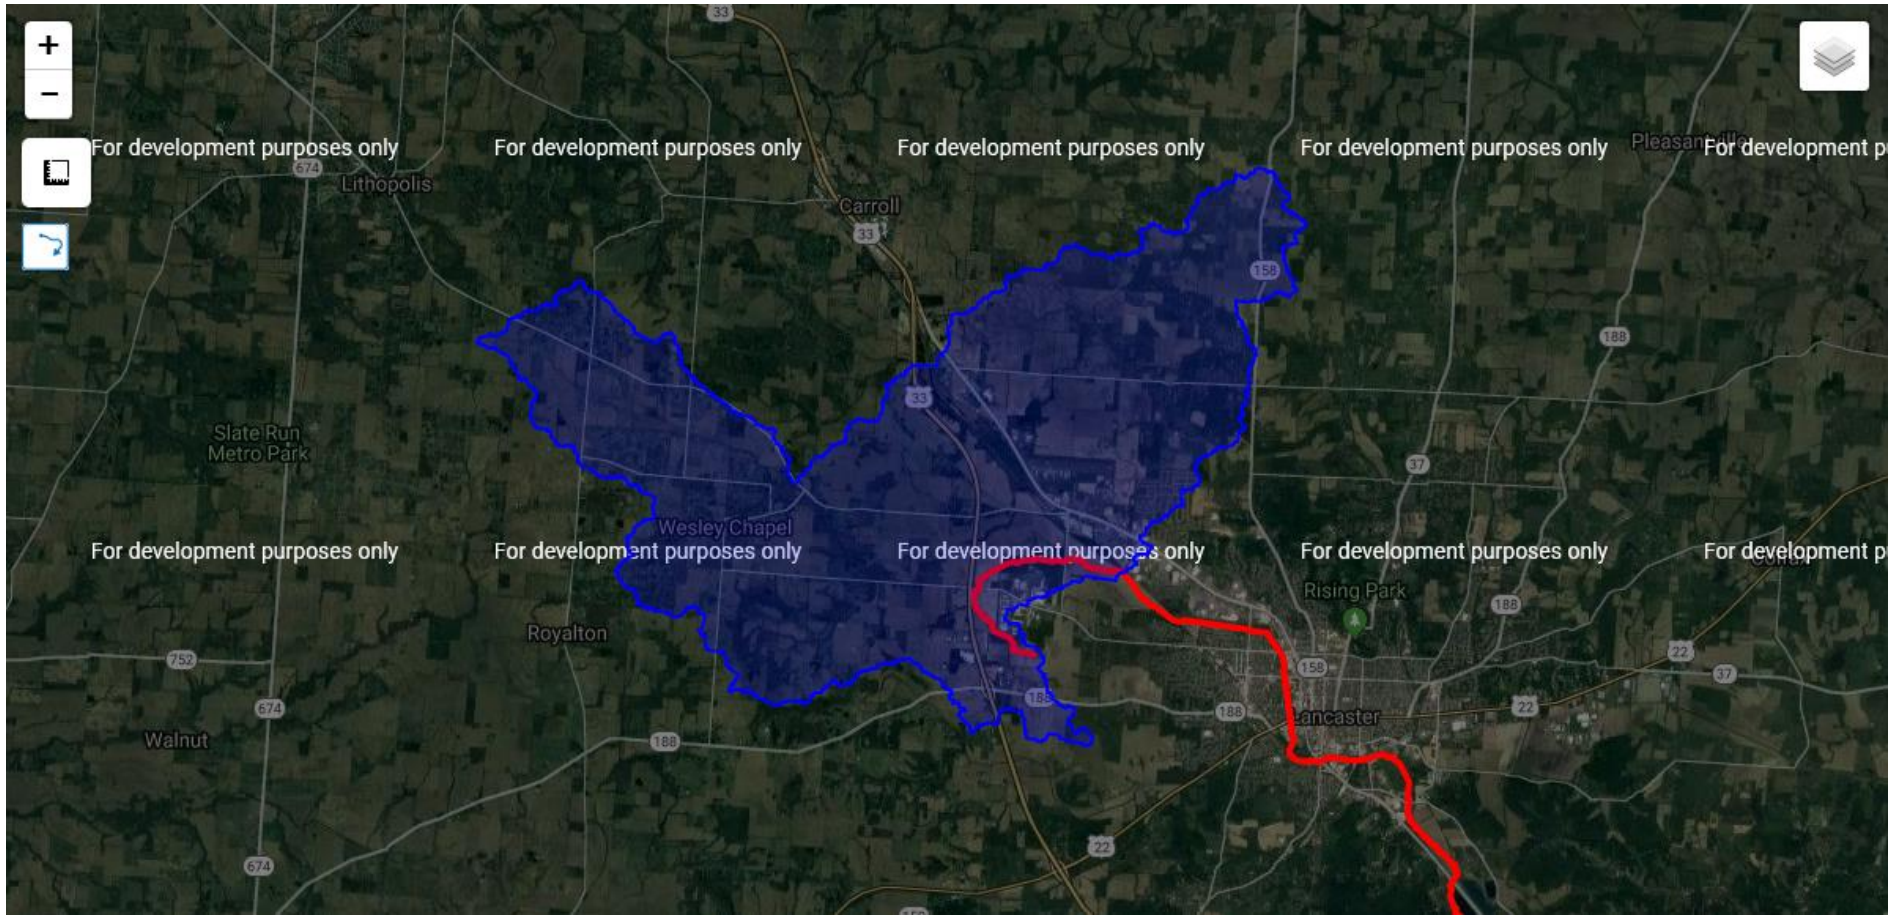 33
+
−
For development purposes only
For development purposes only
For development purposes only
For development purposes only
For development p
674
Lithopolis
Carroll
33
158
188
33
Slate Run
Metro Park
37
Wesley Chapel
For development purposes only
For development purposes only
For development purposes only
For development purposes only
For development p
Rising Park
188
Royalton
22
752
158
37
188
674
188
22
Lancaster
Walnut
188
22
674